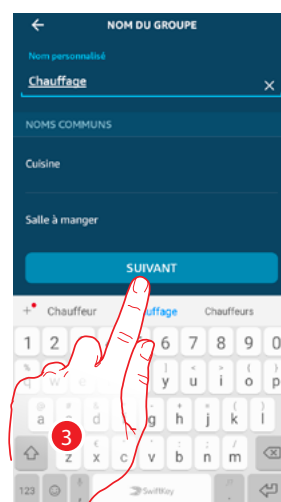 NOM DU GROUPE
Nom personnalisé
Chauffage
NOMS COMMUNS
Cuisine
Salle à manger
SUIVANT
Chauffeur uffage Chauffeurs
1 2 6 7 8 9 0
y u i o p
a d g h j k l
3
z x c v b n m
123 SwiftKey